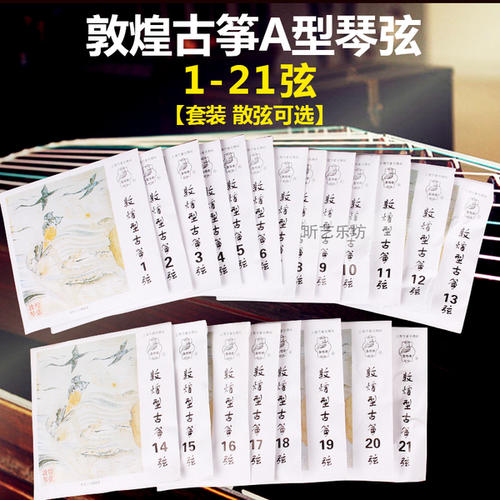 敦煌古筝A型琴弦
1-21弦
【套装 散弦可选】
敦煌型古筝1弦
敦煌型古筝2弦
敦煌型古筝3弦
敦煌型古筝4弦
敦煌型古筝5弦
敦煌型古筝6弦
敦煌型古筝8弦
敦煌型古筝9弦
敦煌型古筝10弦
敦煌型古筝11弦
敦煌型古筝12弦
敦煌型古筝13弦
昕艺乐坊
敦煌型古筝14弦
敦煌型古筝15弦
敦煌型古筝16弦
敦煌型古筝17弦
敦煌型古筝18弦
敦煌型古筝19弦
敦煌型古筝20弦
敦煌型古筝21弦